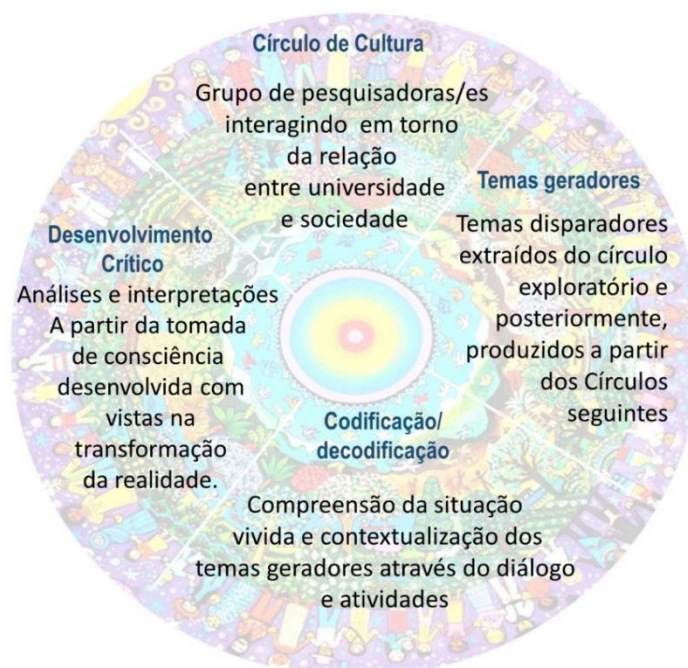 Círculo de Cultura
Grupo de pesquisadoras/es
interagindo em torno
da relação
entre universidade
e sociedade
Temas geradores
Temas disparadores
extraídos do círculo
exploratório e
posteriormente,
produzidos a partir
dos Círculos
seguintes
Codificação/
decodificação
Compreensão da situação
vivida e contextualização dos
temas geradores através do diálogo
e atividades
Desenvolvimento
Crítico
Análises e interpretações
A partir da tomada
de consciência
desenvolvida com
vistas na
transformação
da realidade.